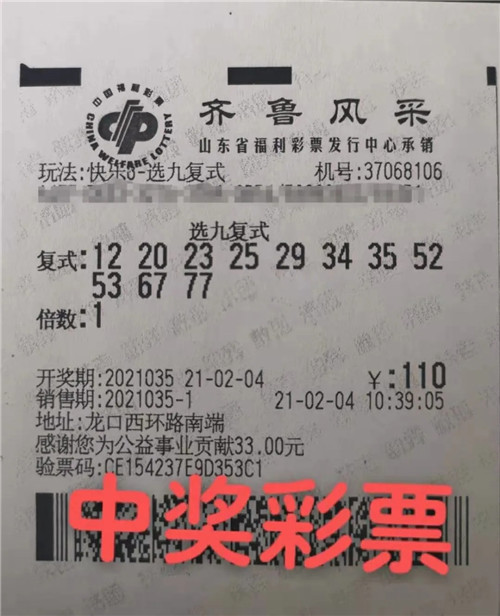 中国福利彩票
CHINA WELFARE LOTTERY
齐鲁风采
山东省福利彩票发行中心承销
玩法:快乐8-选九复式 机号:37068106
选九复式
复式:12 20 23 25 29 34 35 52
53 67 77
倍数:1
开奖期:2021035 21-02-04 ¥:110
销售期:2021035-1 21-02-04 10:39:05
地址:龙口西环路南端
感谢您为公益事业贡献33.00元
验票码:CE154237E9D353C1
中奖彩票